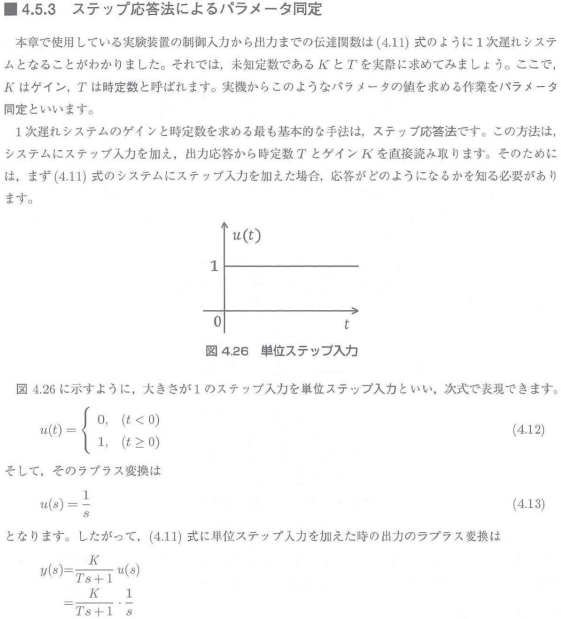 ■ 4.5.3 ステップ応答法によるパラメータ同定
本章で使用している実験装置の制御入力から出力までの伝達関数は (4.11) 式のように1次遅れシステ
ムとなることがわかりました。それでは，未知定数である K と T を実際に求めてみましょう。ここで，
K はゲイン，T は時定数と呼ばれます。実機からこのようなパラメータの値を求める作業をパラメータ
同定といいます。
1次遅れシステムのゲインと時定数を求める最も基本的な手法は，ステップ応答法です。この方法は，
システムにステップ入力を加え，出力応答から時定数 T とゲイン K を直接読み取ります。そのために
は，まず (4.11) 式のシステムにステップ入力を加えた場合，応答がどのようになるかを知る必要があり
ます。
u(t)
1
0
t
図 4.26 単位ステップ入力
図 4.26 に示すように，大きさが1のステップ入力を単位ステップ入力といい，次式で表現できます。
u(t) = { 0, (t < 0)
1, (t ≥ 0) (4.12)
そして，そのラプラス変換は
u(s) = 1/s (4.13)
となります。したがって，(4.11) 式に単位ステップ入力を加えた時の出力のラプラス変換は
y(s) = K/(Ts + 1) u(s)
= K/(Ts + 1) · 1/s